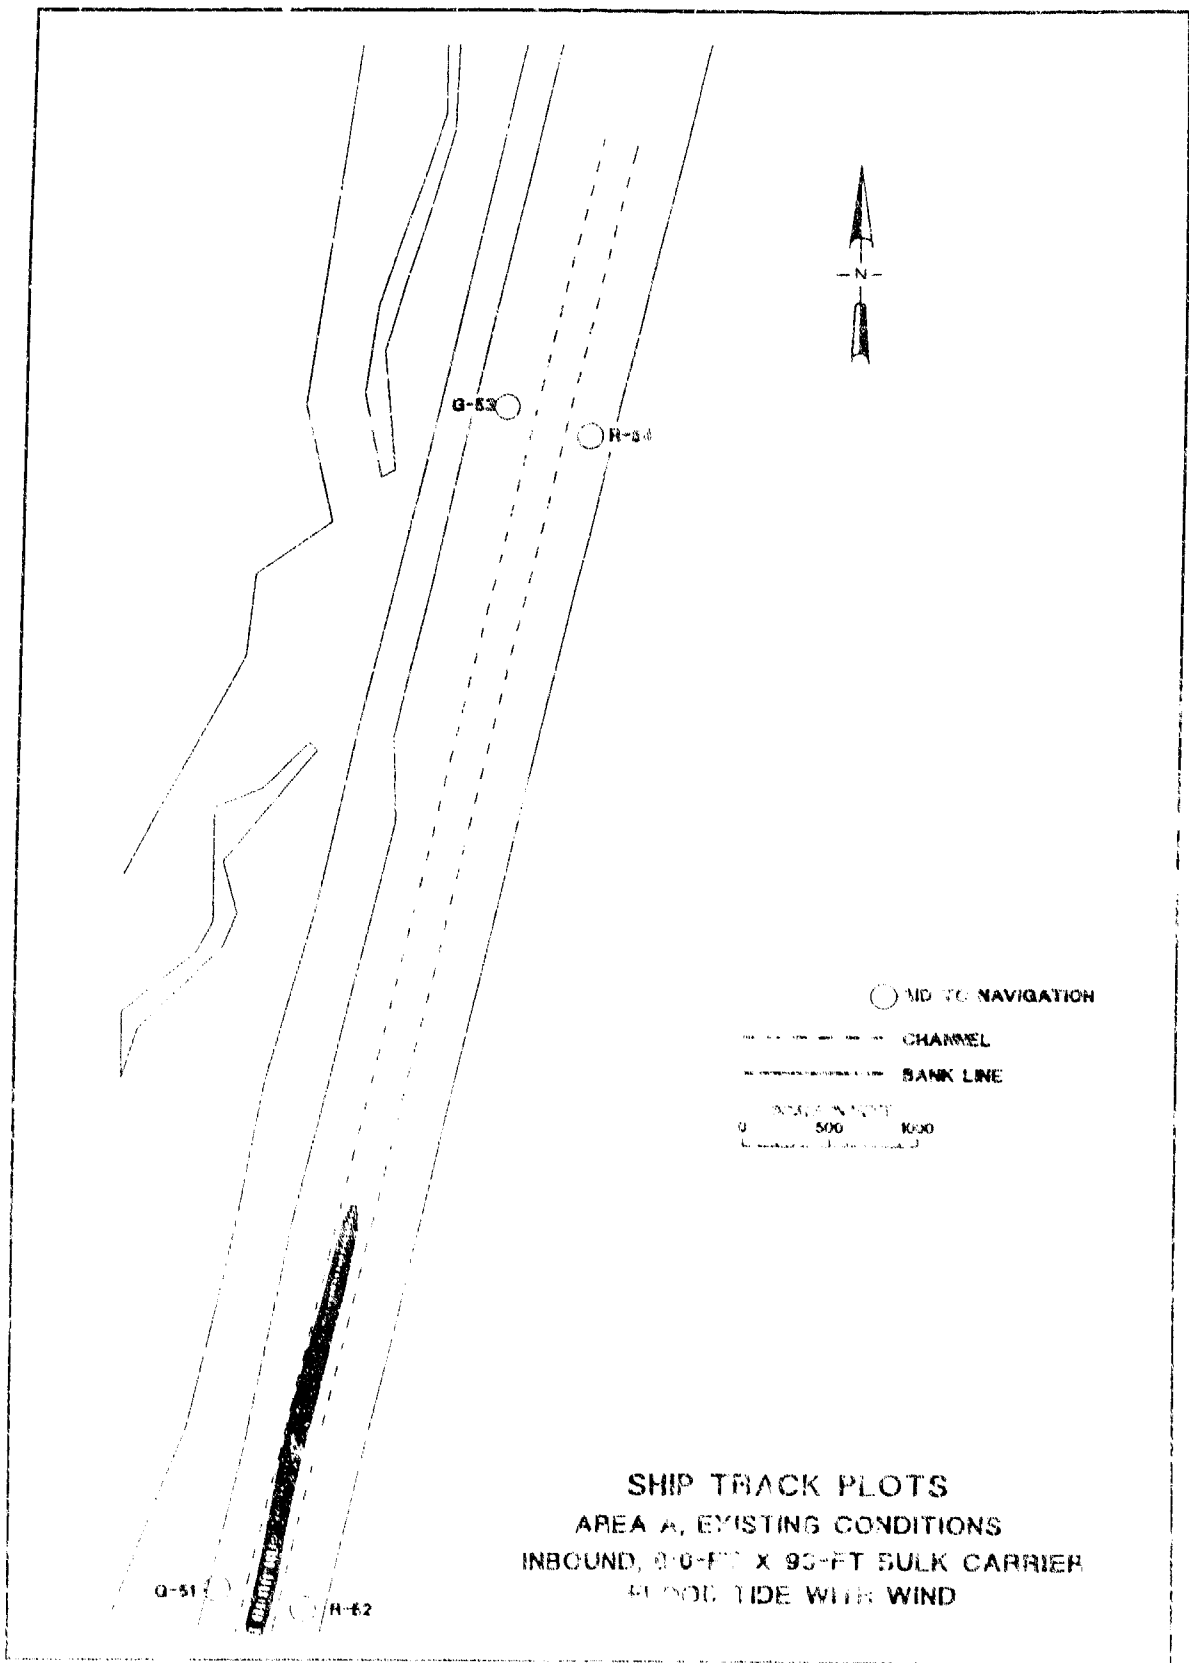 N
G-53
R-54
TO NAVIGATION
CHANNEL
BANK LINE
0 500 1000
SHIP TRACK PLOTS
AREA A, EXISTING CONDITIONS
INBOUND, X BULK CARRIER
FLOOD TIDE WITH WIND
G-51
R-52